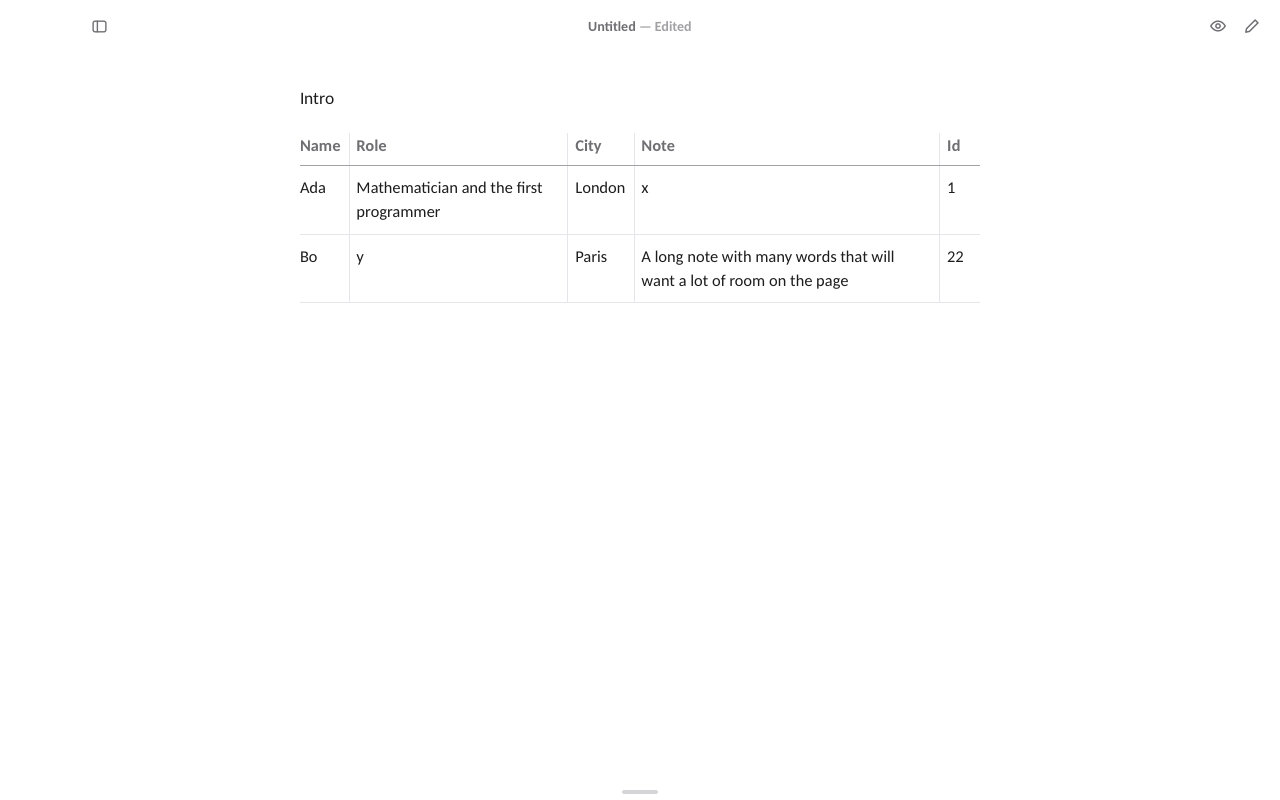 Untitled — Edited
Intro
Name Role City Note Id
Ada Mathematician and the first programmer London x 1
Bo y Paris A long note with many words that will want a lot of room on the page 22